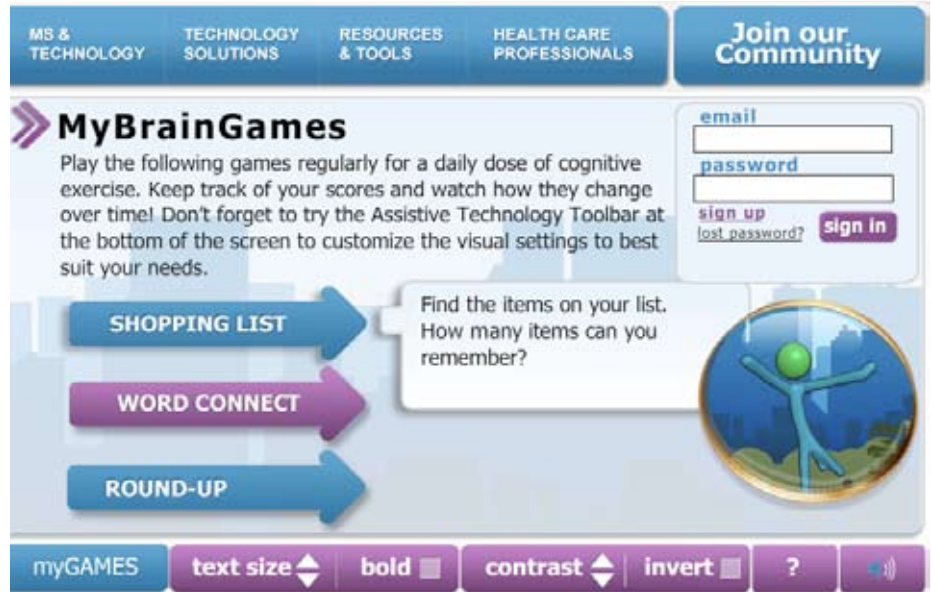 MS &
TECHNOLOGY
TECHNOLOGY
SOLUTIONS
RESOURCES
& TOOLS
HEALTH CARE
PROFESSIONALS
Join our
Community
MyBrainGames
Play the following games regularly for a daily dose of cognitive
exercise. Keep track of your scores and watch how they change
over time! Don't forget to try the Assistive Technology Toolbar at
the bottom of the screen to customize the visual settings to best
suit your needs.
email
password
sign up
lost password?
sign in
SHOPPING LIST
Find the items on your list.
How many items can you
remember?
WORD CONNECT
ROUND-UP
myGAMES
text size
bold
contrast
invert
?